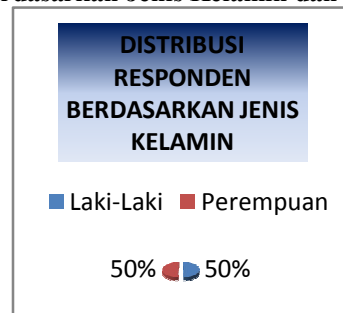 DISTRIBUSI
RESPONDEN
BERDASARKAN JENIS
KELAMIN
Laki-Laki Perempuan
50% 50%